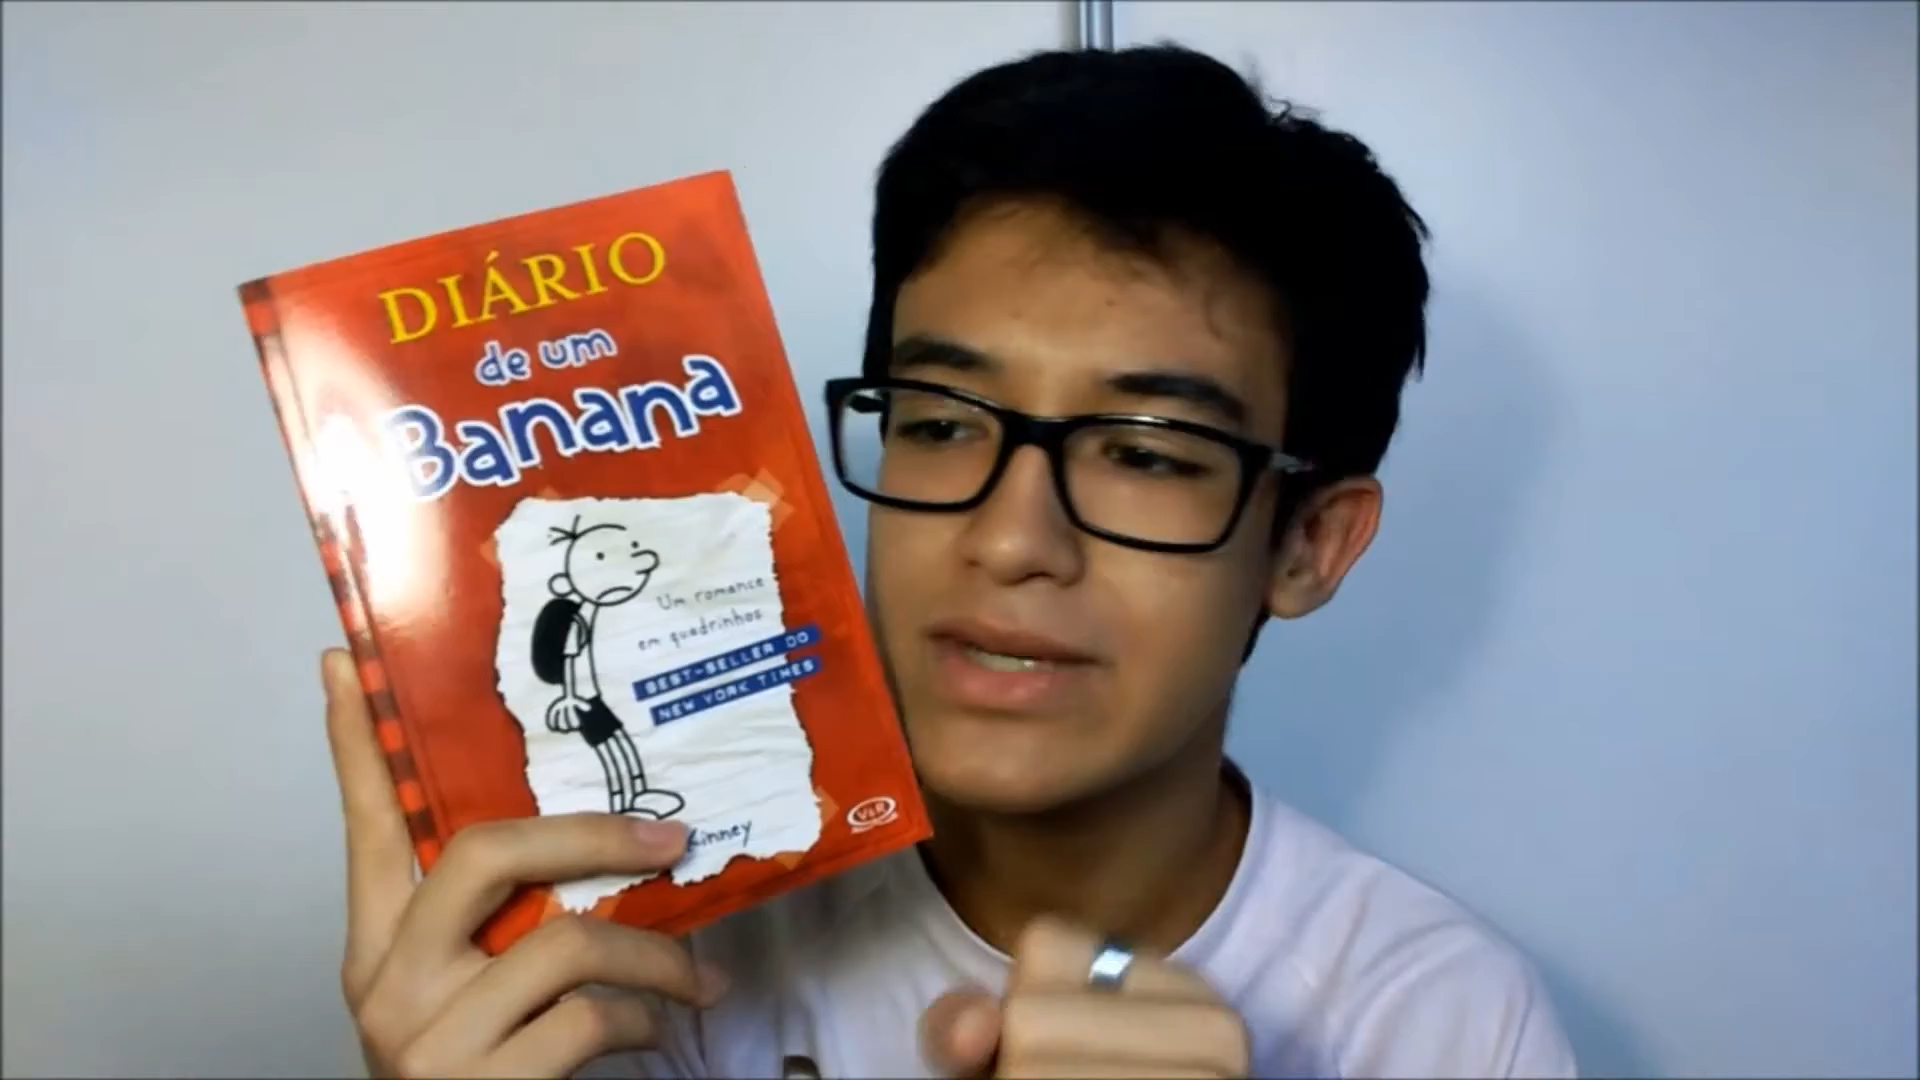 DIÁRIO
de um
Banana
Um romance
em quadrinhos
BEST-SELLER DO
NEW YORK TIMES
Kinney
V&R